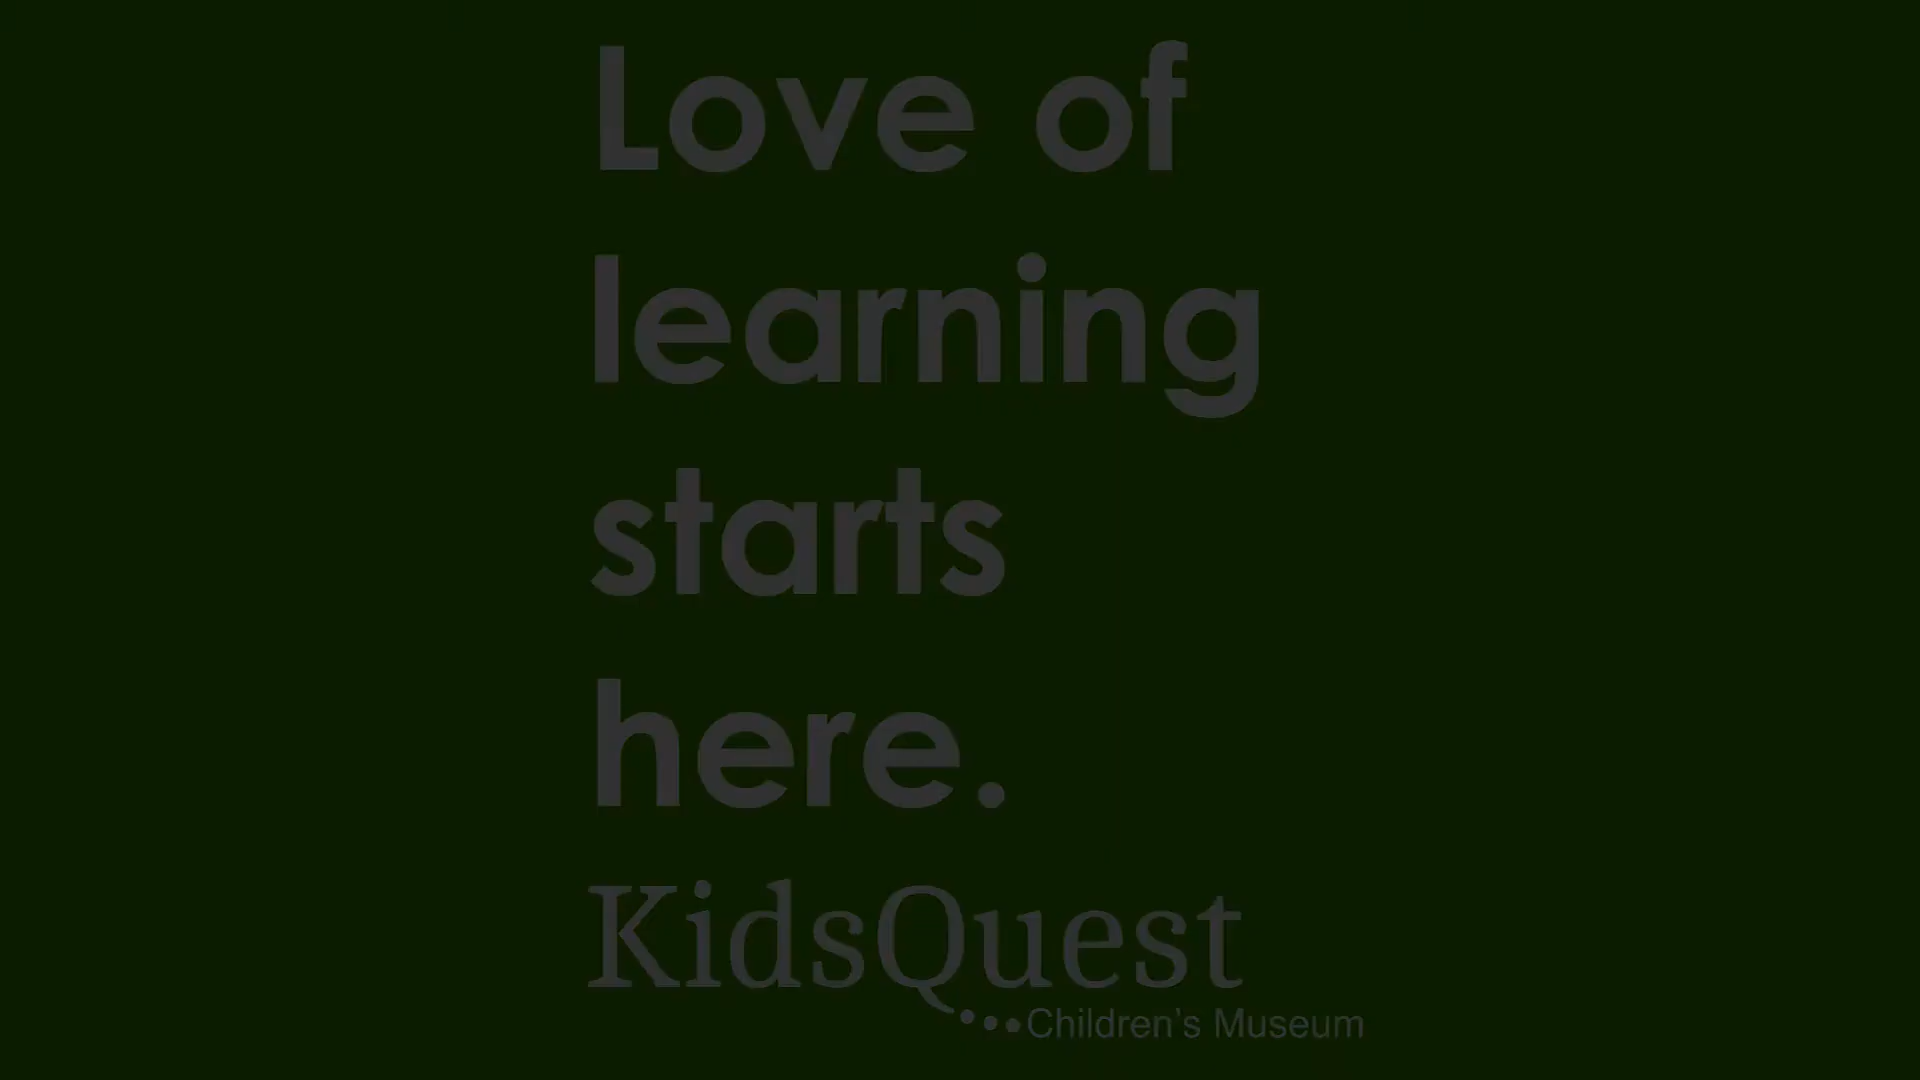 Love of
learning
starts
here.
KidsQuest
Children's Museum